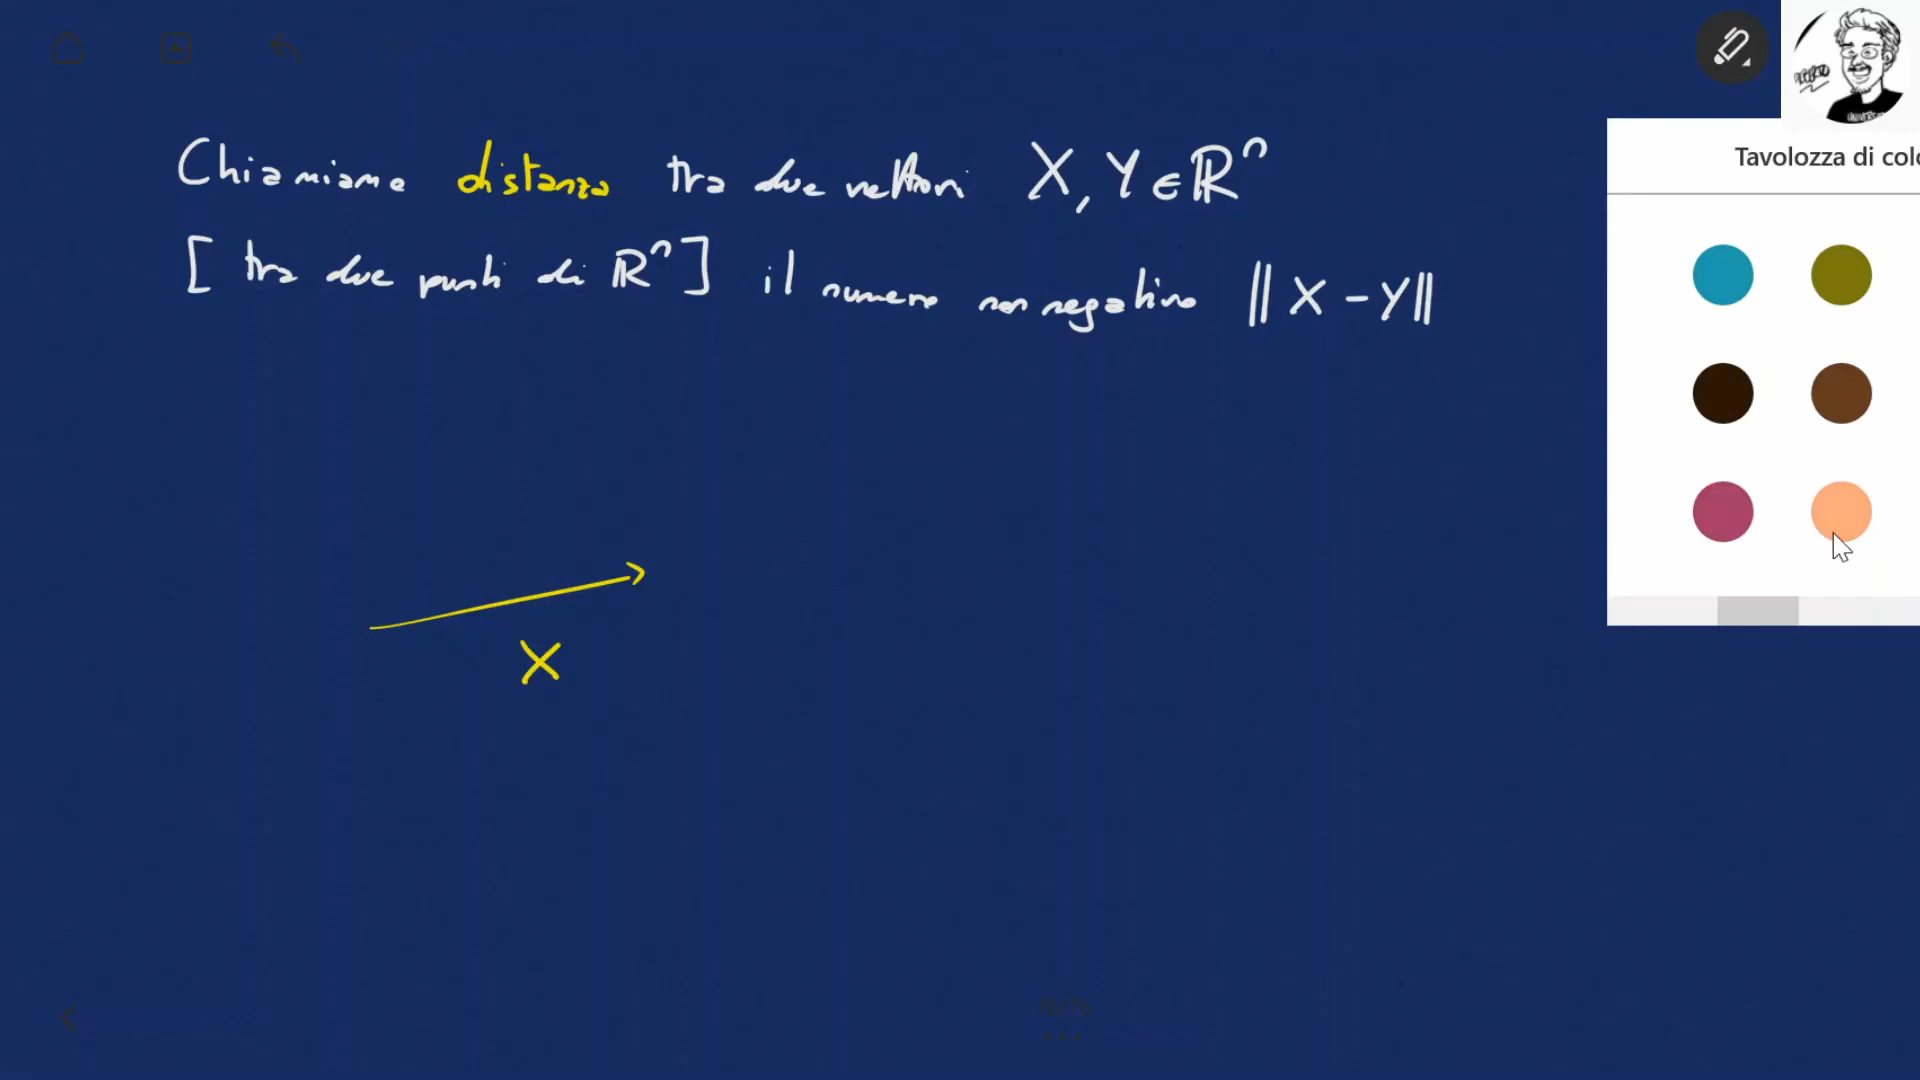 Chiamiamo distanza tra due vettori X, Y ∈ ℝⁿ
[ tra due punti di ℝⁿ ] il numero non negativo || X - Y ||
X
Tavolozza di colo